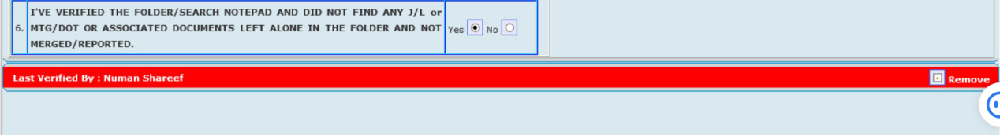 I'VE VERIFIED THE FOLDER/SEARCH NOTEPAD AND DID NOT FIND ANY J/L or
6. MTG/DOT OR ASSOCIATED DOCUMENTS LEFT ALONE IN THE FOLDER AND NOT Yes No
MERGED/REPORTED.
Last Verified By : Numan Shareef Remove